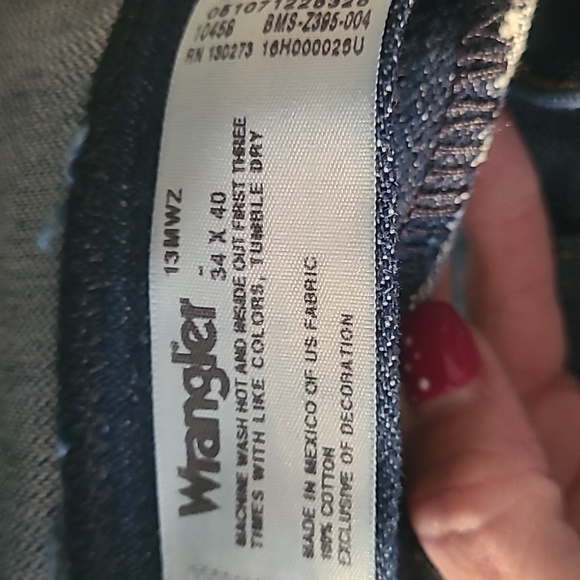 Wrangler
13MWZ
34 X 40
MACHINE WASH HOT AND INSIDE OUT FIRST THREE
TIMES WITH LIKE COLORS, TUMBLE DRY
MADE IN MEXICO OF US FABRIC
100% COTTON
EXCLUSIVE OF DECORATION
10458 BMS-Z395-004
RN 130273 16H000026U